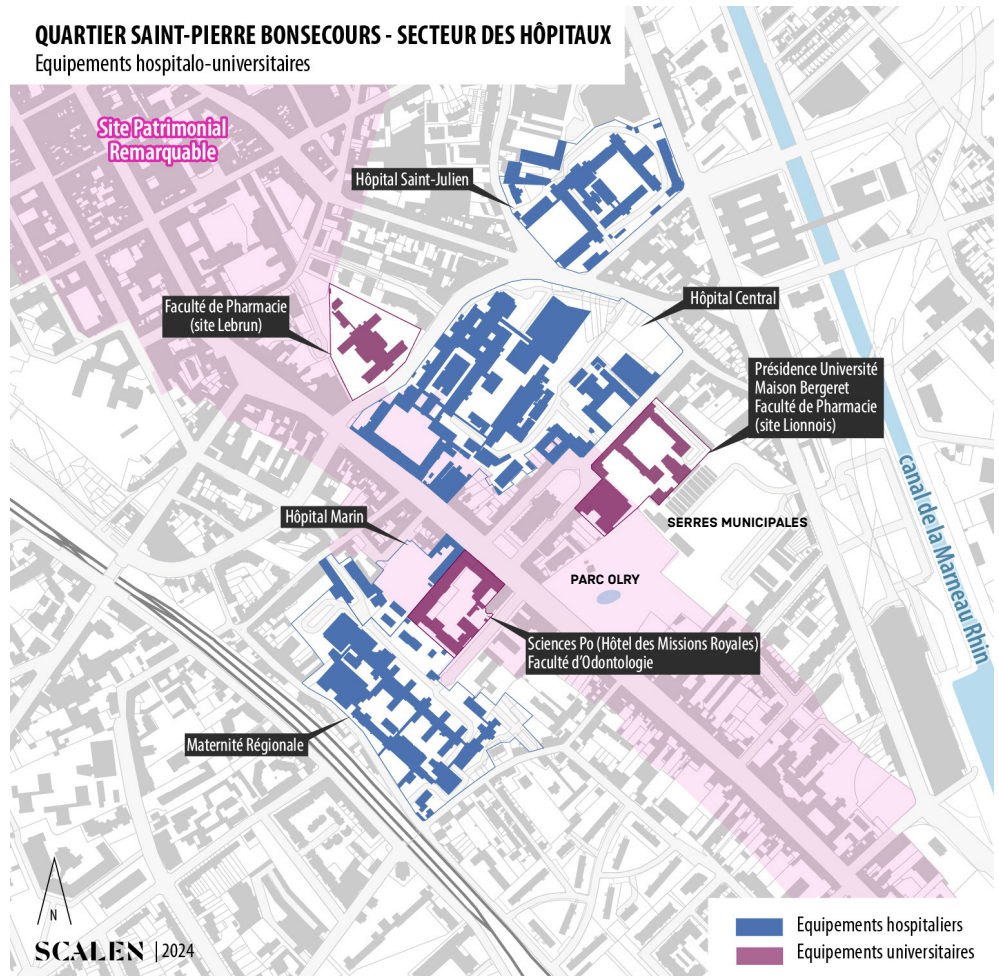 QUARTIER SAINT-PIERRE BONSECOURS - SECTEUR DES HÔPITAUX
Equipements hospitalo-universitaires
Site Patrimonial
Remarquable
Hôpital Saint-Julien
Hôpital Central
Faculté de Pharmacie
(site Lebrun)
Présidence Université
Maison Bergeret
Faculté de Pharmacie
(site Lionnois)
canal de la Marneau Rhin
Hôpital Marin
SERRES MUNICIPALES
PARC OLRY
Sciences Po (Hôtel des Missions Royales)
Faculté d'Odontologie
Maternité Régionale
N
SCALEN | 2024
Equipements hospitaliers
Equipements universitaires